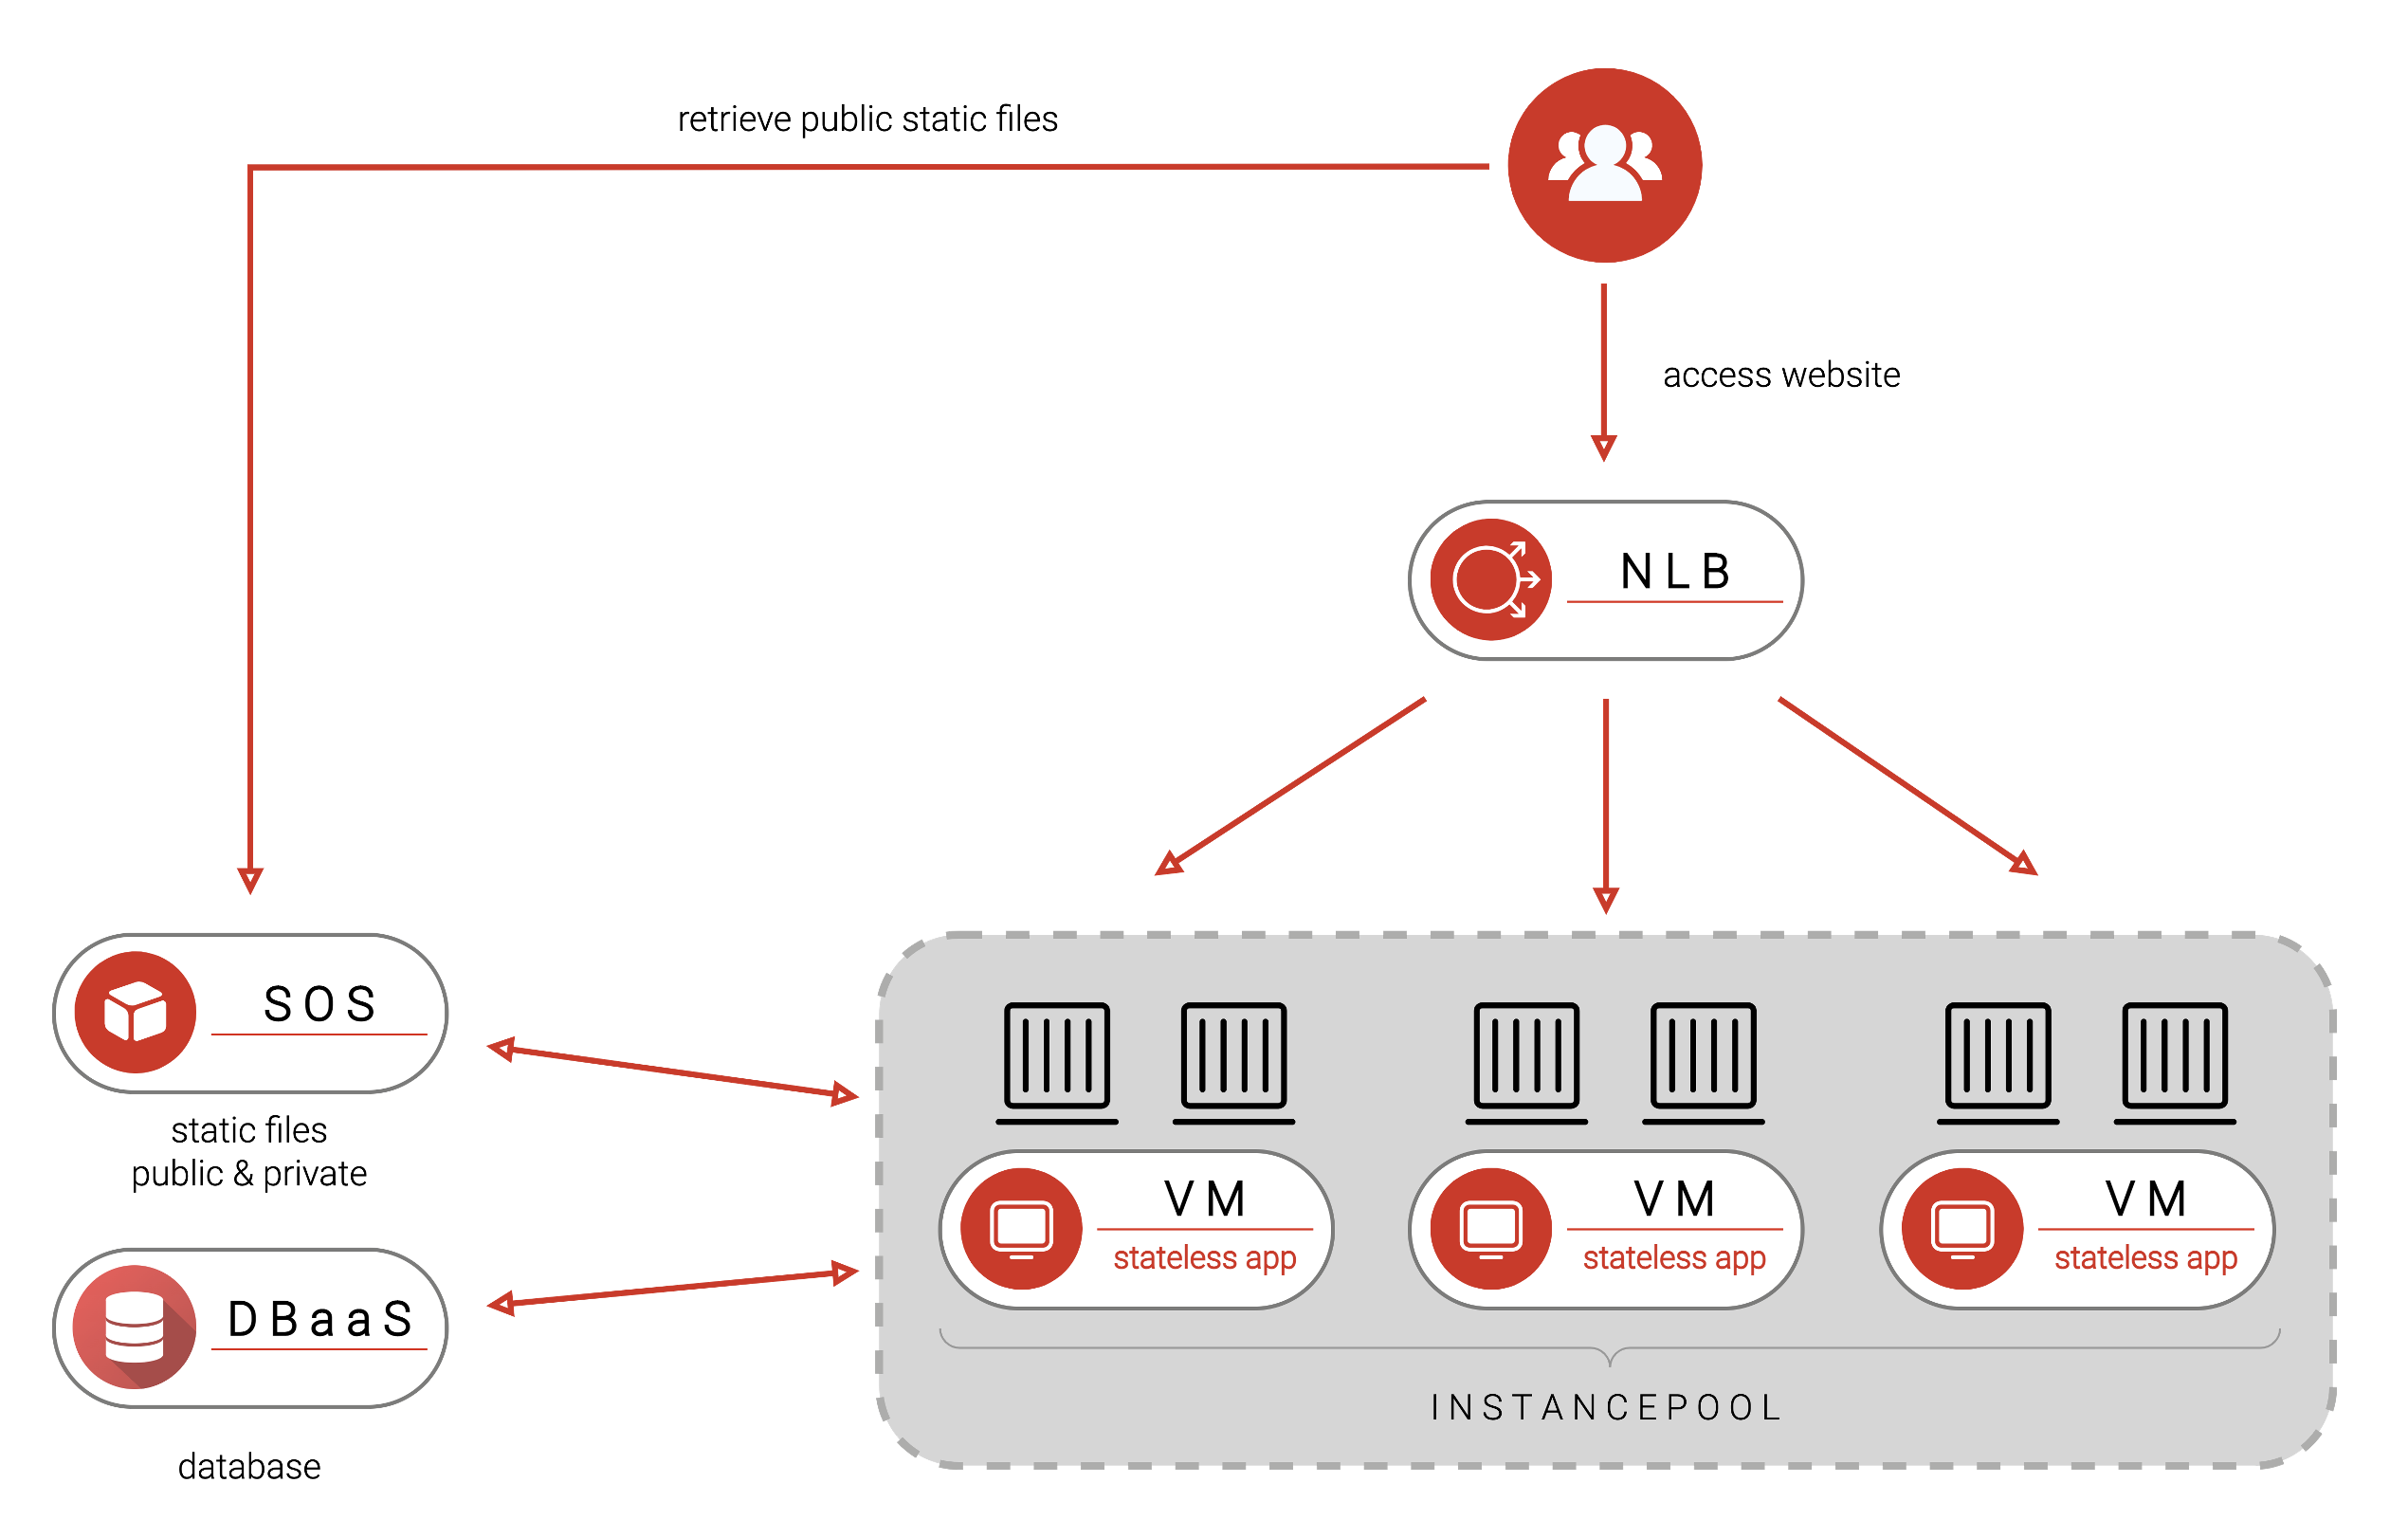 retrieve public static files
access website
NLB
SOS
static files
public & private
DBaaS
database
VM
stateless app
VM
stateless app
VM
stateless app
INSTANCEPOOL